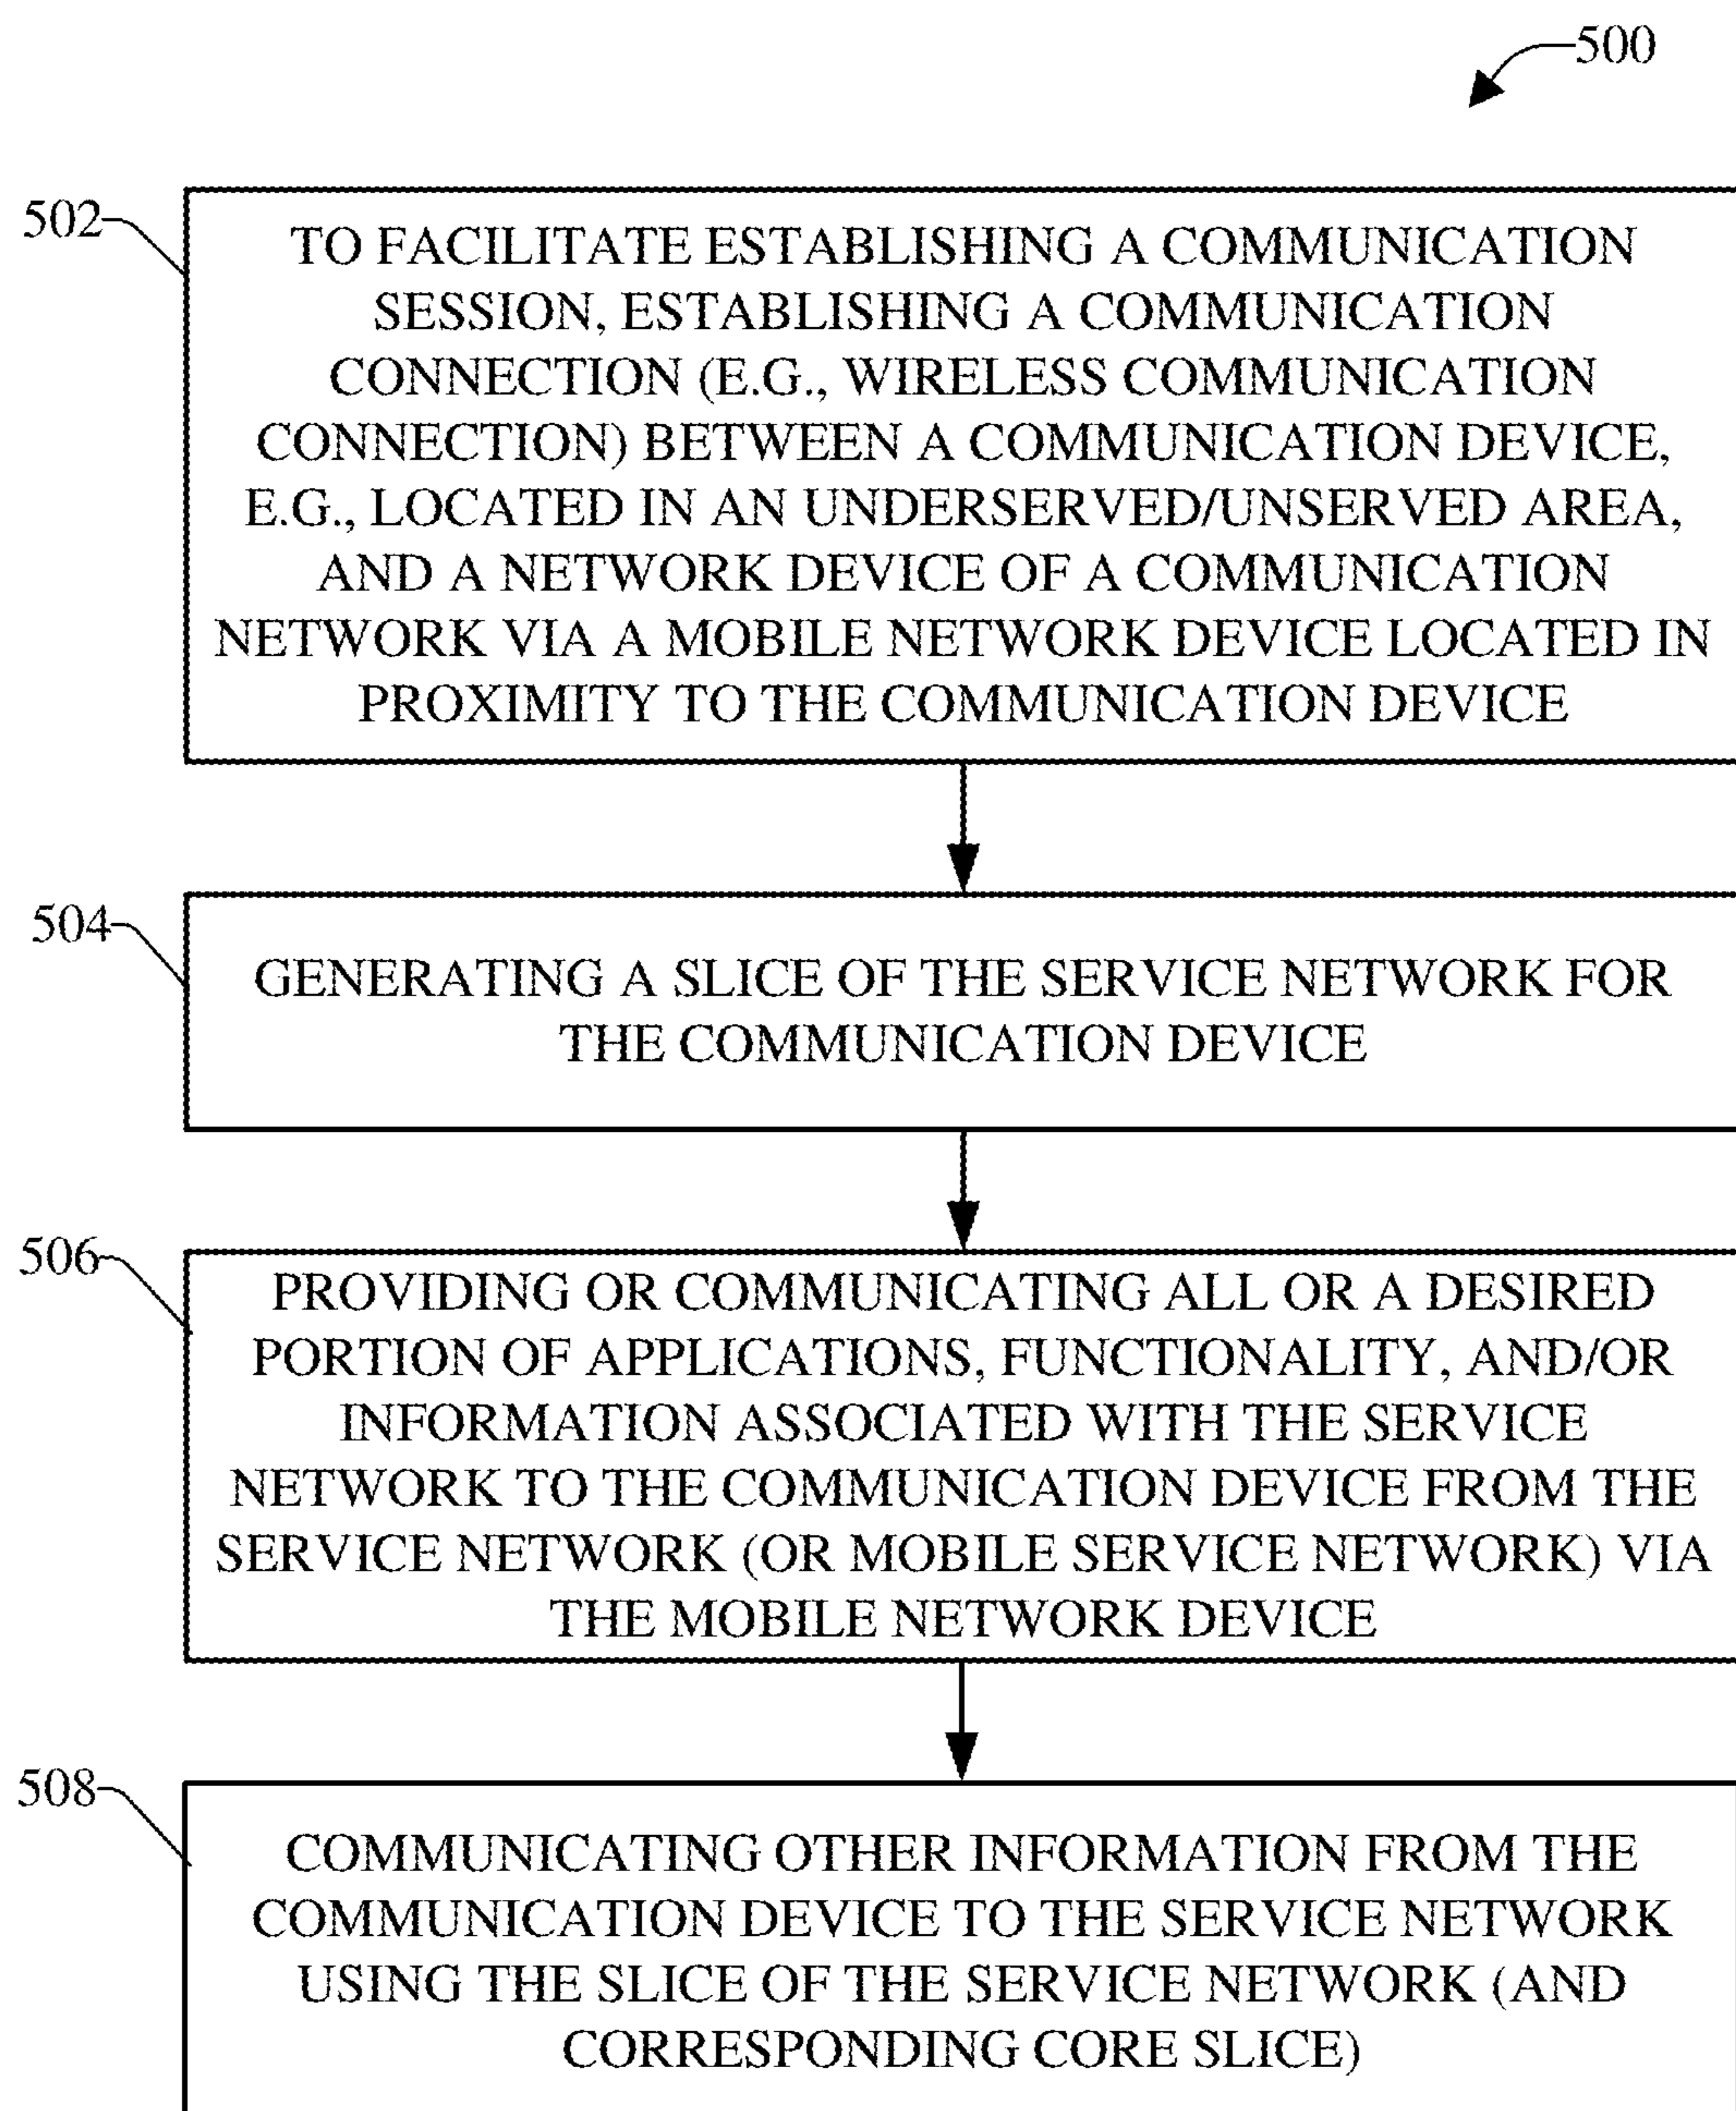 500
502
TO FACILITATE ESTABLISHING A COMMUNICATION
SESSION, ESTABLISHING A COMMUNICATION
CONNECTION (E.G., WIRELESS COMMUNICATION
CONNECTION) BETWEEN A COMMUNICATION DEVICE,
E.G., LOCATED IN AN UNDERSERVED/UNSERVED AREA,
AND A NETWORK DEVICE OF A COMMUNICATION
NETWORK VIA A MOBILE NETWORK DEVICE LOCATED IN
PROXIMITY TO THE COMMUNICATION DEVICE
504
GENERATING A SLICE OF THE SERVICE NETWORK FOR
THE COMMUNICATION DEVICE
506
PROVIDING OR COMMUNICATING ALL OR A DESIRED
PORTION OF APPLICATIONS, FUNCTIONALITY, AND/OR
INFORMATION ASSOCIATED WITH THE SERVICE
NETWORK TO THE COMMUNICATION DEVICE FROM THE
SERVICE NETWORK (OR MOBILE SERVICE NETWORK) VIA
THE MOBILE NETWORK DEVICE
508
COMMUNICATING OTHER INFORMATION FROM THE
COMMUNICATION DEVICE TO THE SERVICE NETWORK
USING THE SLICE OF THE SERVICE NETWORK (AND
CORRESPONDING CORE SLICE)